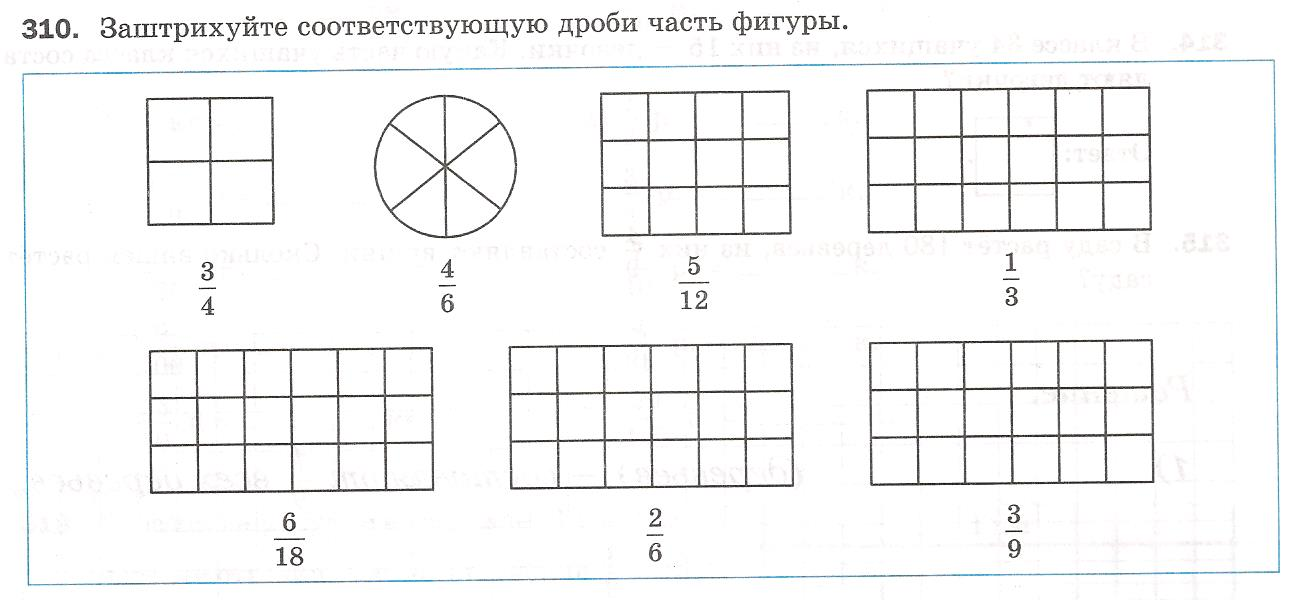 310. Заштрихуйте соответствующую дроби часть фигуры.
3/4 4/6 5/12 1/3
6/18 2/6 3/9